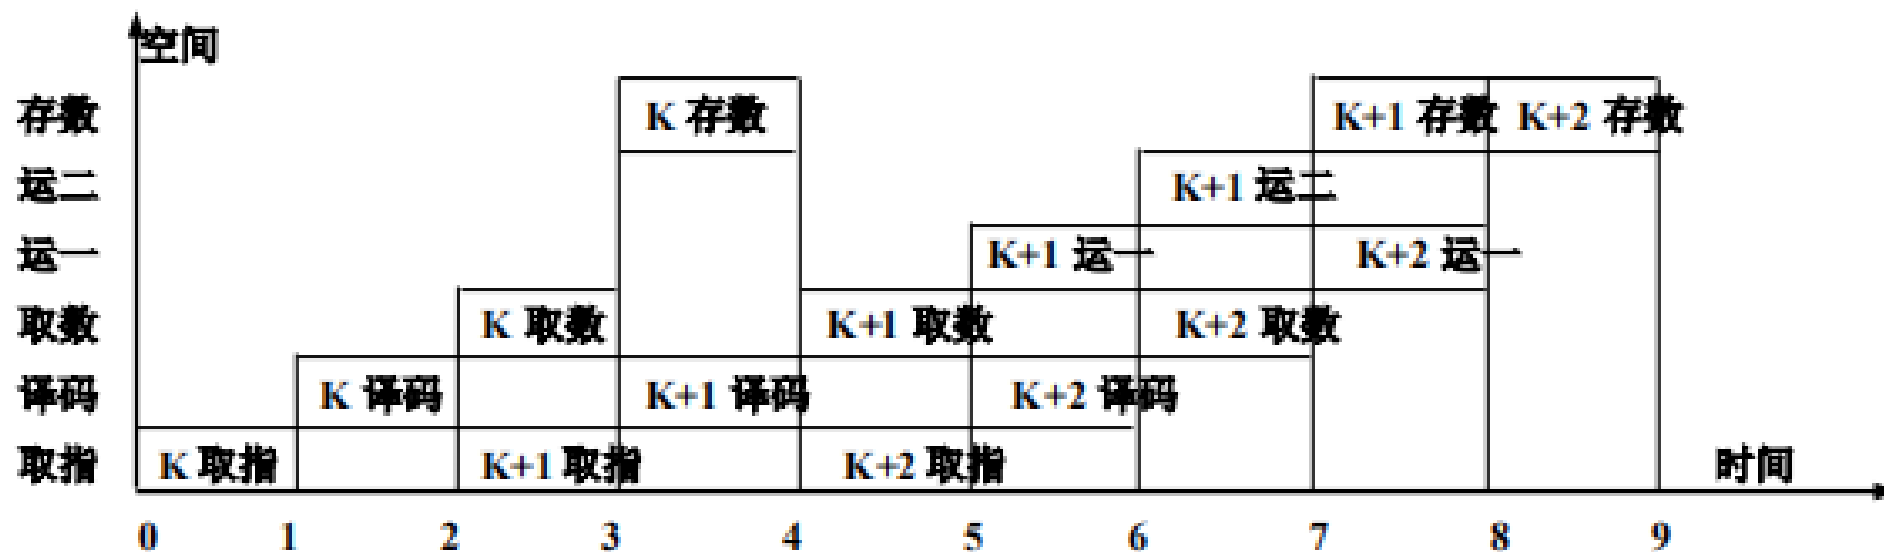 空间
存数 K 存数 K+1 存数 K+2 存数
运二 K+1 运二
运一 K+1 运一 K+2 运一
取数 K 取数 K+1 取数 K+2 取数
译码 K 译码 K+1 译码 K+2 译码
取指 K 取指 K+1 取指 K+2 取指 时间
0 1 2 3 4 5 6 7 8 9